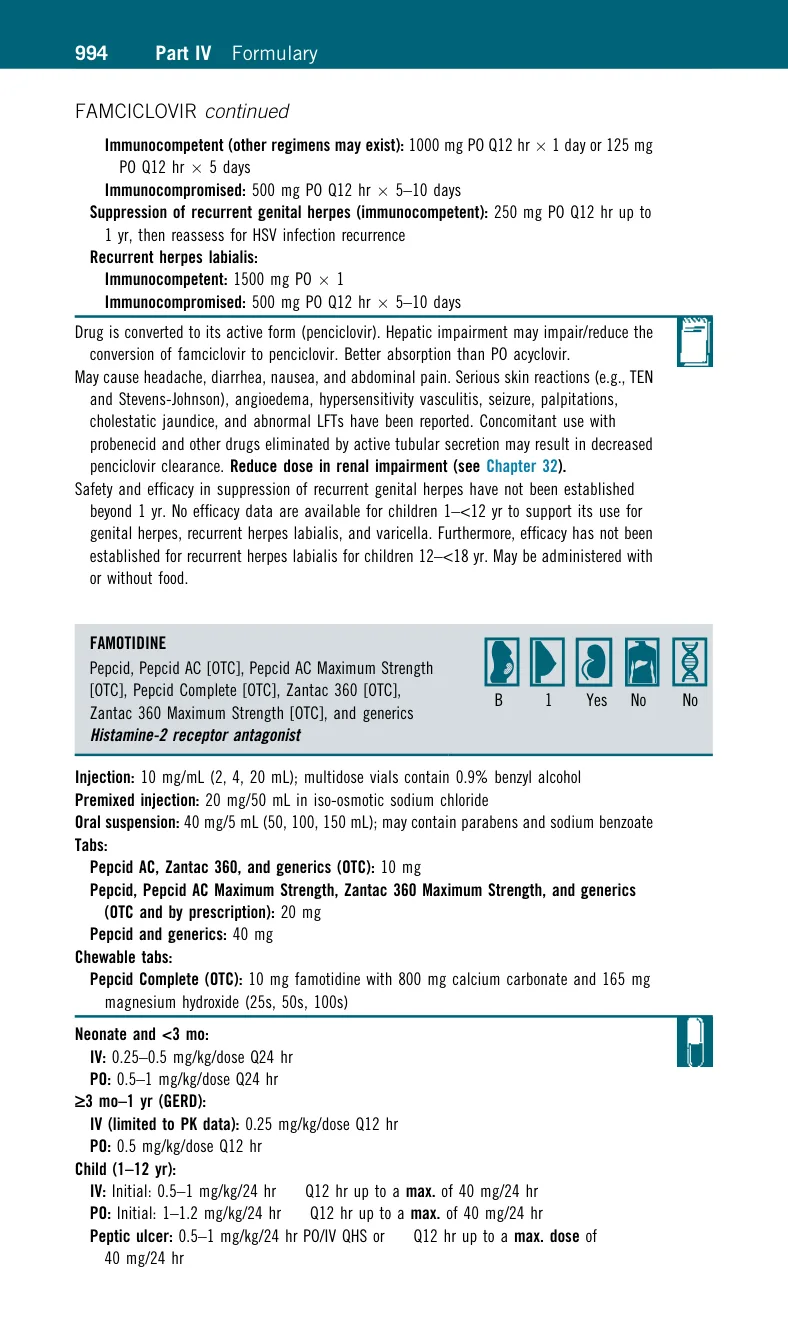 994 Part IV Formulary
FAMCICLOVIR continued
Immunocompetent (other regimens may exist): 1000 mg PO Q12 hr × 1 day or 125 mg
PO Q12 hr × 5 days
Immunocompromised: 500 mg PO Q12 hr × 5–10 days
Suppression of recurrent genital herpes (immunocompetent): 250 mg PO Q12 hr up to
1 yr, then reassess for HSV infection recurrence
Recurrent herpes labialis:
Immunocompetent: 1500 mg PO × 1
Immunocompromised: 500 mg PO Q12 hr × 5–10 days
Drug is converted to its active form (penciclovir). Hepatic impairment may impair/reduce the
conversion of famciclovir to penciclovir. Better absorption than PO acyclovir.
May cause headache, diarrhea, nausea, and abdominal pain. Serious skin reactions (e.g., TEN
and Stevens-Johnson), angioedema, hypersensitivity vasculitis, seizure, palpitations,
cholestatic jaundice, and abnormal LFTs have been reported. Concomitant use with
probenecid and other drugs eliminated by active tubular secretion may result in decreased
penciclovir clearance. Reduce dose in renal impairment (see Chapter 32).
Safety and efficacy in suppression of recurrent genital herpes have not been established
beyond 1 yr. No efficacy data are available for children 1–<12 yr to support its use for
genital herpes, recurrent herpes labialis, and varicella. Furthermore, efficacy has not been
established for recurrent herpes labialis for children 12–<18 yr. May be administered with
or without food.
FAMOTIDINE
Pepcid, Pepcid AC [OTC], Pepcid AC Maximum Strength
[OTC], Pepcid Complete [OTC], Zantac 360 [OTC],
Zantac 360 Maximum Strength [OTC], and generics
Histamine-2 receptor antagonist
B 1 Yes No No
Injection: 10 mg/mL (2, 4, 20 mL); multidose vials contain 0.9% benzyl alcohol
Premixed injection: 20 mg/50 mL in iso-osmotic sodium chloride
Oral suspension: 40 mg/5 mL (50, 100, 150 mL); may contain parabens and sodium benzoate
Tabs:
Pepcid AC, Zantac 360, and generics (OTC): 10 mg
Pepcid, Pepcid AC Maximum Strength, Zantac 360 Maximum Strength, and generics
(OTC and by prescription): 20 mg
Pepcid and generics: 40 mg
Chewable tabs:
Pepcid Complete (OTC): 10 mg famotidine with 800 mg calcium carbonate and 165 mg
magnesium hydroxide (25s, 50s, 100s)
Neonate and <3 mo:
IV: 0.25–0.5 mg/kg/dose Q24 hr
PO: 0.5–1 mg/kg/dose Q24 hr
≥3 mo–1 yr (GERD):
IV (limited to PK data): 0.25 mg/kg/dose Q12 hr
PO: 0.5 mg/kg/dose Q12 hr
Child (1–12 yr):
IV: Initial: 0.5–1 mg/kg/24 hr Q12 hr up to a max. of 40 mg/24 hr
PO: Initial: 1–1.2 mg/kg/24 hr Q12 hr up to a max. of 40 mg/24 hr
Peptic ulcer: 0.5–1 mg/kg/24 hr PO/IV QHS or Q12 hr up to a max. dose of
40 mg/24 hr